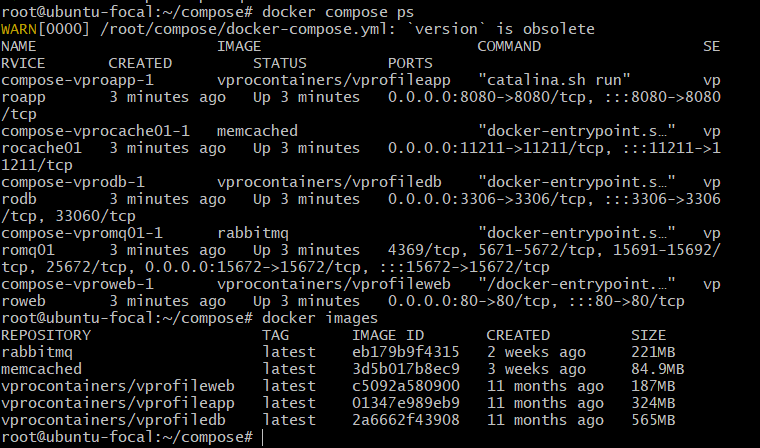 root@ubuntu-focal:~/compose# docker compose ps
WARN[0000] /root/compose/docker-compose.yml: `version` is obsolete
NAME                    IMAGE                        COMMAND                  SE
RVICE       CREATED         STATUS         PORTS
compose-vproapp-1       vprocontainers/vprofileapp   "catalina.sh run"        vp
roapp       3 minutes ago   Up 3 minutes   0.0.0.0:8080->8080/tcp, :::8080->8080
/tcp
compose-vprocache01-1   memcached                    "docker-entrypoint.s…"   vp
rocache01   3 minutes ago   Up 3 minutes   0.0.0.0:11211->11211/tcp, :::11211->1
1211/tcp
compose-vprodb-1        vprocontainers/vprofiledb    "docker-entrypoint.s…"   vp
rodb        3 minutes ago   Up 3 minutes   0.0.0.0:3306->3306/tcp, :::3306->3306
/tcp, 33060/tcp
compose-vpromq01-1      rabbitmq                     "docker-entrypoint.s…"   vp
romq01      3 minutes ago   Up 3 minutes   4369/tcp, 5671-5672/tcp, 15691-15692/
tcp, 25672/tcp, 0.0.0.0:15672->15672/tcp, :::15672->15672/tcp
compose-vproweb-1       vprocontainers/vprofileweb   "/docker-entrypoint.…"   vp
roweb       3 minutes ago   Up 3 minutes   0.0.0.0:80->80/tcp, :::80->80/tcp
root@ubuntu-focal:~/compose# docker images
REPOSITORY                   TAG       IMAGE ID       CREATED         SIZE
rabbitmq                     latest    eb179b9f4315   2 weeks ago     221MB
memcached                    latest    3d5b017b8ec9   3 weeks ago     84.9MB
vprocontainers/vprofileweb   latest    c5092a580900   11 months ago   187MB
vprocontainers/vprofileapp   latest    01347e989eb9   11 months ago   324MB
vprocontainers/vprofiledb    latest    2a6662f43908   11 months ago   565MB
root@ubuntu-focal:~/compose#